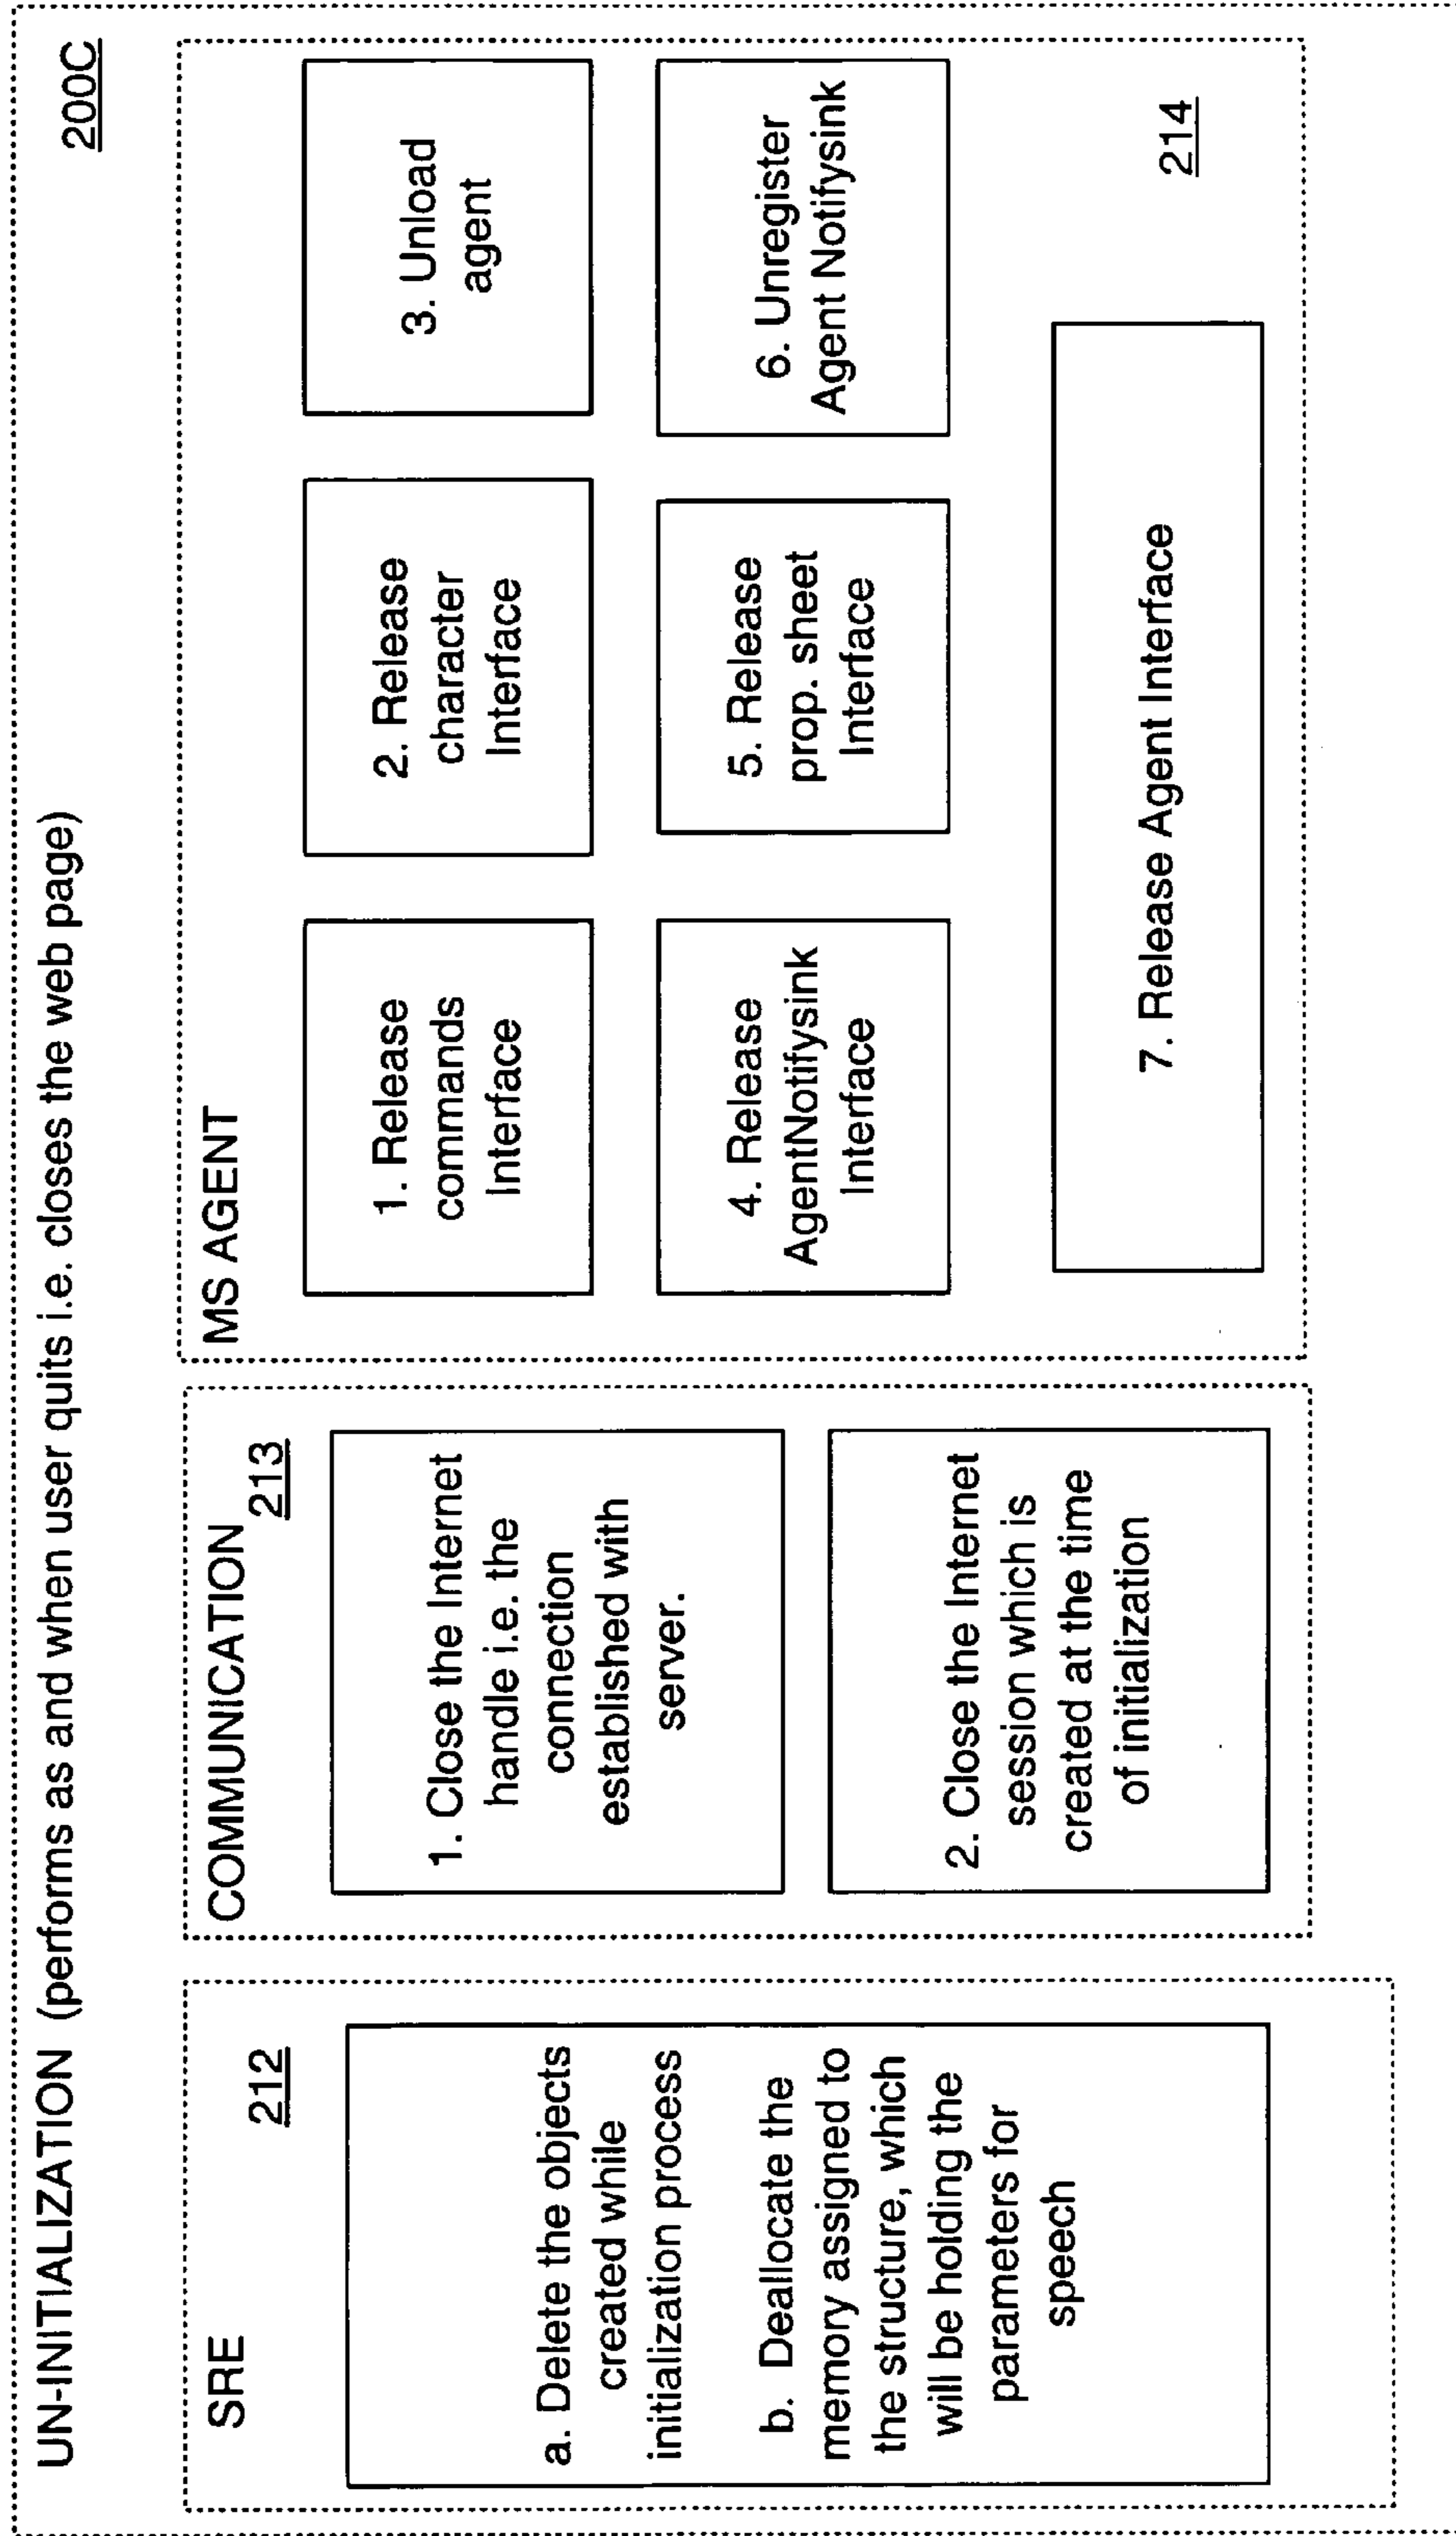 UN-INITIALIZATION (performs as and when user quits i.e. closes the web page)
200C
SRE
212
a. Delete the objects
created while
initialization process
b. Deallocate the
memory assigned to
the structure, which
will be holding the
parameters for
speech
COMMUNICATION
213
1. Close the Internet
handle i.e. the
connection
established with
server.
2. Close the Internet
session which is
created at the time
of initialization
MS AGENT
1. Release
commands
Interface
2. Release
character
Interface
3. Unload
agent
4. Release
AgentNotifysink
Interface
5. Release
prop. sheet
Interface
6. Unregister
Agent Notifysink
7. Release Agent Interface
214